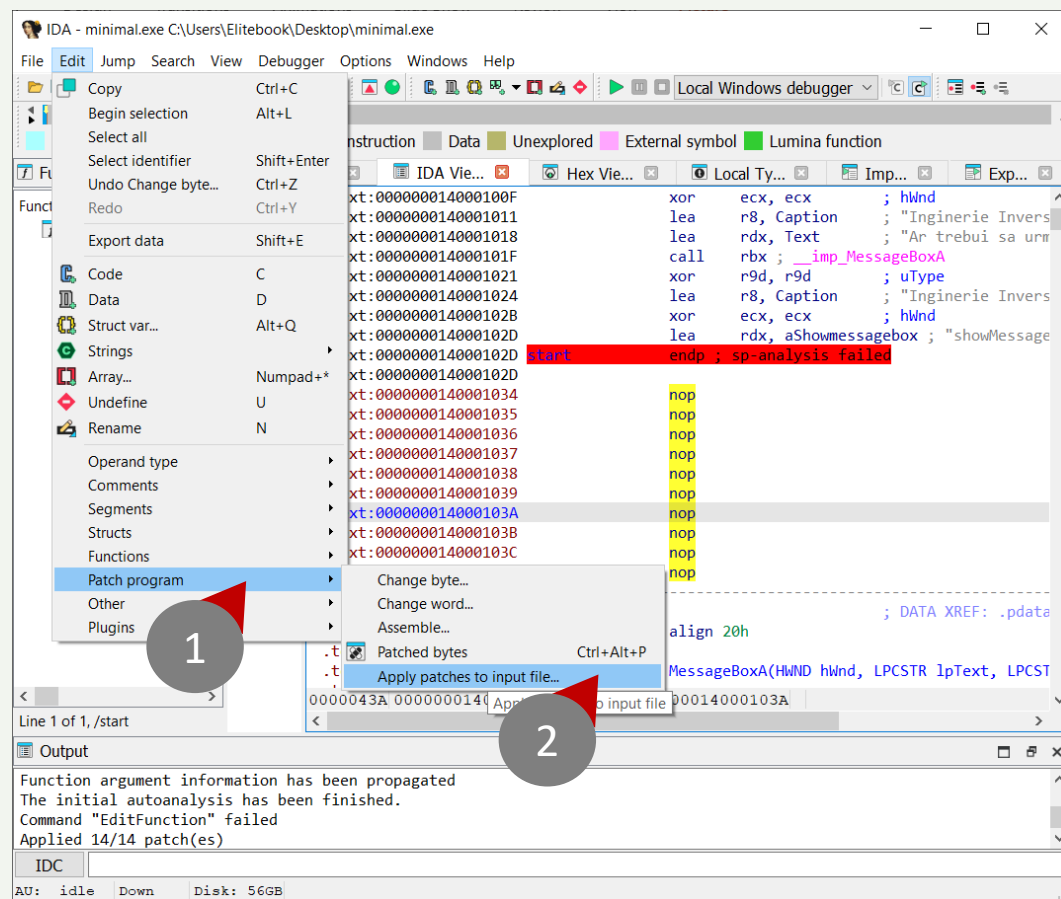 IDA - minimal.exe C:\Users\Elitebook\Desktop\minimal.exe
File Edit Jump Search View Debugger Options Windows Help
Local Windows debugger
Copy Ctrl+C
Begin selection Alt+L
Select all
Select identifier Shift+Enter
Undo Change byte... Ctrl+Z
Redo Ctrl+Y
Export data Shift+E
Code C
Data D
Struct var... Alt+Q
Strings
Array... Numpad+*
Undefine U
Rename N
Operand type
Comments
Segments
Structs
Functions
Patch program
Other
Plugins
1
Change byte...
Change word...
Assemble...
Patched bytes Ctrl+Alt+P
Apply patches to input file...
2
nstruction Data Unexplored External symbol Lumina function
IDA Vie... Hex Vie... Local Ty... Imp... Exp...
Funct
xt:000000014000100F xor ecx, ecx ; hWnd
xt:0000000140001011 lea r8, Caption ; "Inginerie Invers
xt:0000000140001018 lea rdx, Text ; "Ar trebui sa urm
xt:000000014000101F call rbx ; __imp_MessageBoxA
xt:0000000140001021 xor r9d, r9d ; uType
xt:0000000140001024 lea r8, Caption ; "Inginerie Invers
xt:000000014000102B xor ecx, ecx ; hWnd
xt:000000014000102D lea rdx, aShowmessagebox ; "showMessage
xt:000000014000102D start endp ; sp-analysis failed
xt:000000014000102D
xt:0000000140001034 nop
xt:0000000140001035 nop
xt:0000000140001036 nop
xt:0000000140001037 nop
xt:0000000140001038 nop
xt:0000000140001039 nop
xt:000000014000103A nop
xt:000000014000103B nop
xt:000000014000103C nop
nop
; DATA XREF: .pdata
align 20h
.t
.t MessageBoxA(HWND hWnd, LPCSTR lpText, LPCST
0000043A 0000000140 00014000103A
o input file
Line 1 of 1, /start
Output
Function argument information has been propagated
The initial autoanalysis has been finished.
Command "EditFunction" failed
Applied 14/14 patch(es)
IDC
AU: idle Down Disk: 56GB